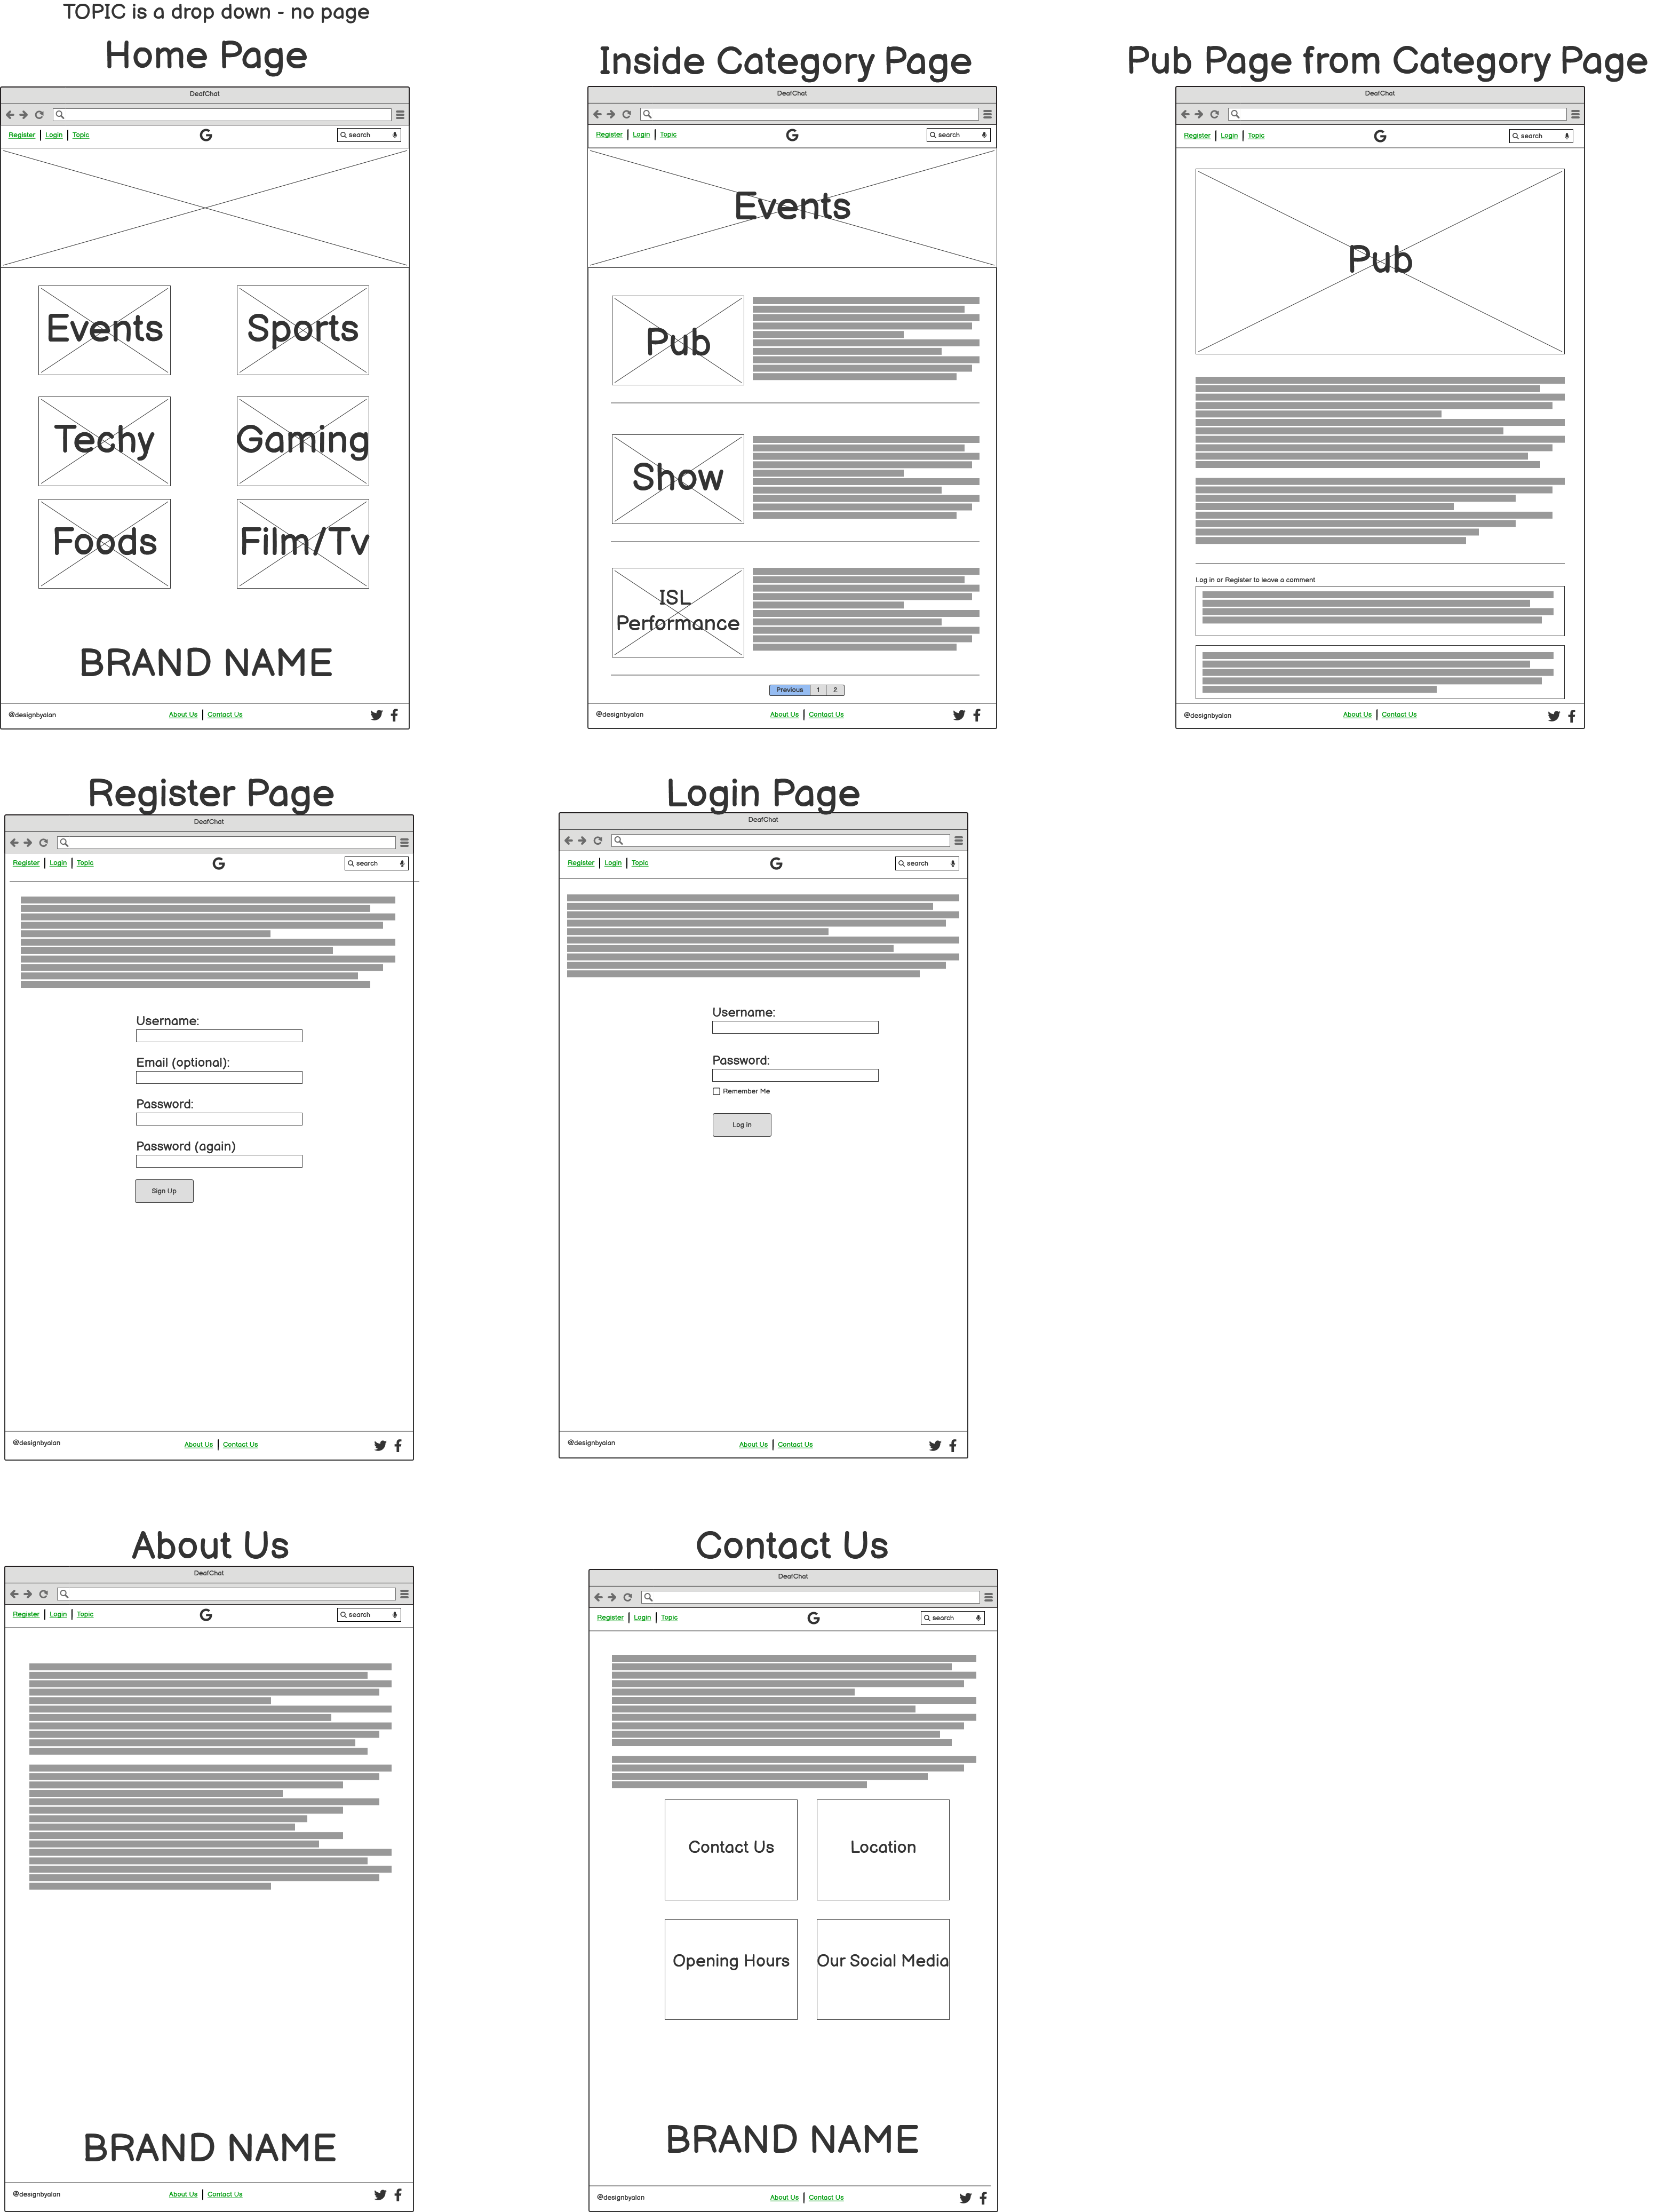 TOPIC is a drop down - no page
Home Page
DeafChat
Register Login Topic
G
search
Events
Sports
Techy
Gaming
Foods
Film/Tv
BRAND NAME
@designbyalan
About Us Contact Us
Inside Category Page
DeafChat
Register Login Topic
G
search
Events
Pub
Show
ISL
Performance
Previous 1 2
@designbyalan
About Us Contact Us
Pub Page from Category Page
DeafChat
Register Login Topic
G
search
Pub
Log in or Register to leave a comment
@designbyalan
About Us Contact Us
Register Page
DeafChat
Register Login Topic
G
search
Username:
Email (optional):
Password:
Password (again)
Sign Up
@designbyalan
About Us Contact Us
Login Page
DeafChat
Register Login Topic
G
search
Username:
Password:
Remember Me
Log in
@designbyalan
About Us Contact Us
About Us
DeafChat
Register Login Topic
G
search
BRAND NAME
@designbyalan
About Us Contact Us
Contact Us
DeafChat
Register Login Topic
G
search
Contact Us
Location
Opening Hours
Our Social Media
BRAND NAME
@designbyalan
About Us Contact Us